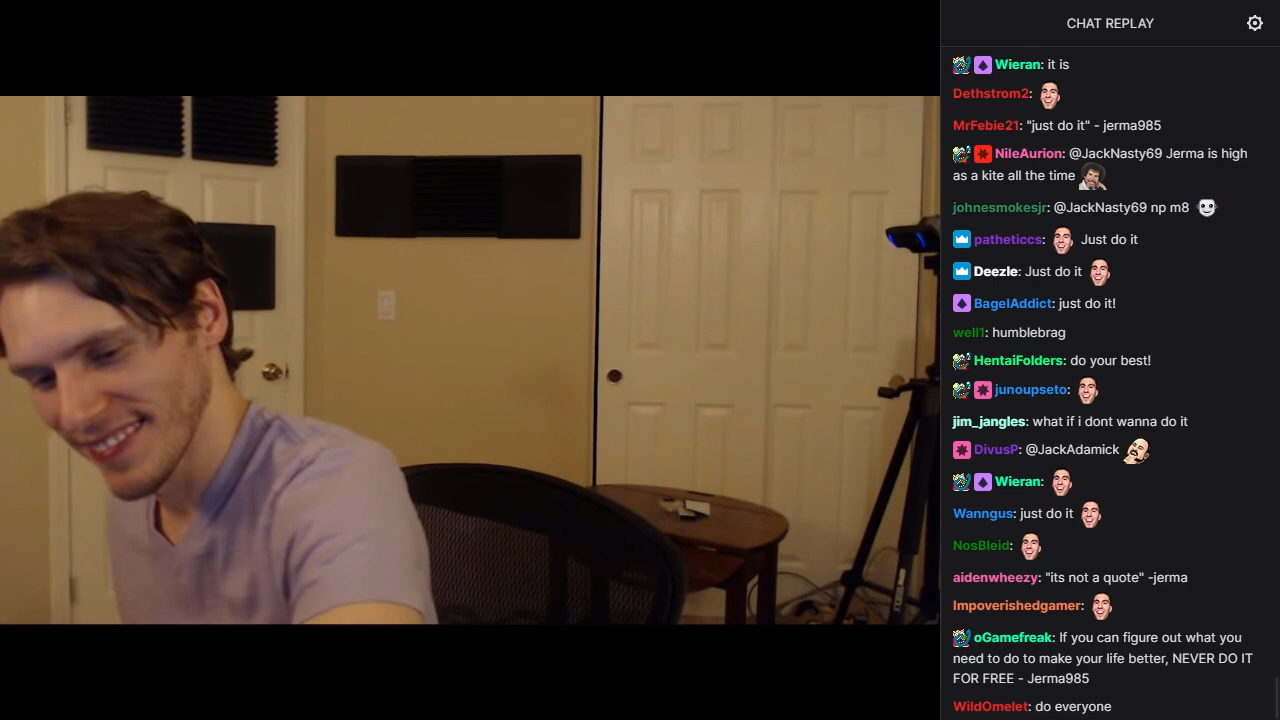 CHAT REPLAY
Wieran: it is
Dethstrom2:
MrFebie21: "just do it" - jerma985
NileAurion: @JackNasty69 Jerma is high
as a kite all the time
johnesmokesjr: @JackNasty69 np m8
patheticcs: Just do it
Deezle: Just do it
BagelAddict: just do it!
well1: humblebrag
HentaiFolders: do your best!
junoupseto:
jim_jangles: what if i dont wanna do it
DivusP: @JackAdamick
Wieran:
Wanngus: just do it
NosBleid:
aidenwheezy: "its not a quote" -jerma
Impoverishedgamer:
oGamefreak: If you can figure out what you
need to do to make your life better, NEVER DO IT
FOR FREE - Jerma985
WildOmelet: do everyone